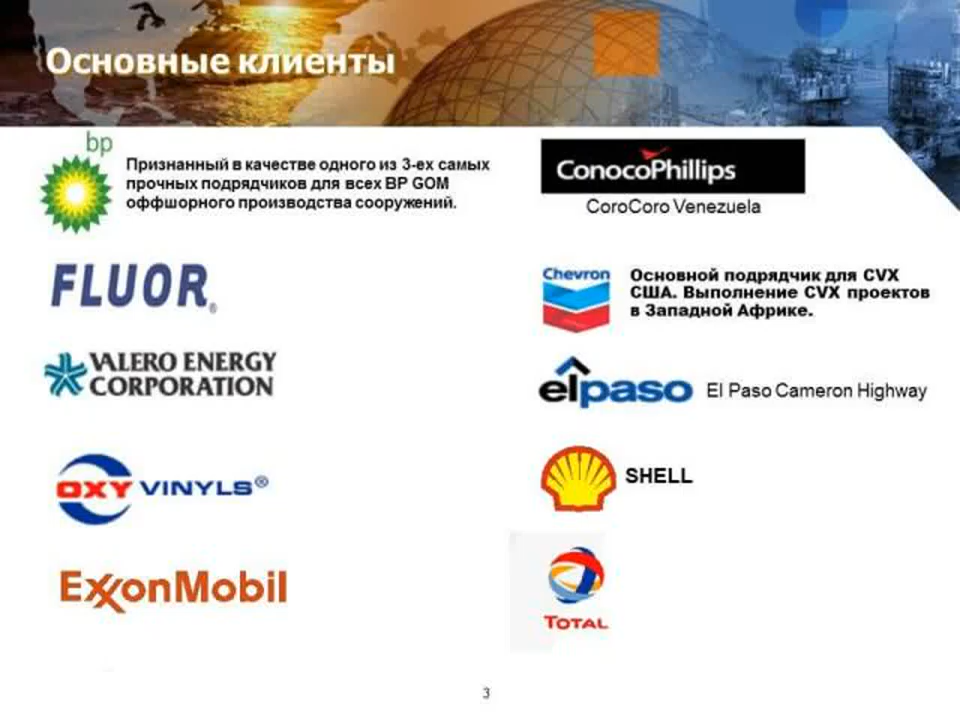 Основные клиенты
bp
Признанный в качестве одного из 3-ех самых
прочных подрядчиков для всех BP GOM
оффшорного производства сооружений.
ConocoPhillips
CoroCoro Venezuela
FLUOR®
Chevron
Основной подрядчик для CVX
США. Выполнение CVX проектов
в Западной Африке.
VALERO ENERGY
CORPORATION
elpaso
El Paso Cameron Highway
OXY VINYLS®
SHELL
ExxonMobil
TOTAL
3